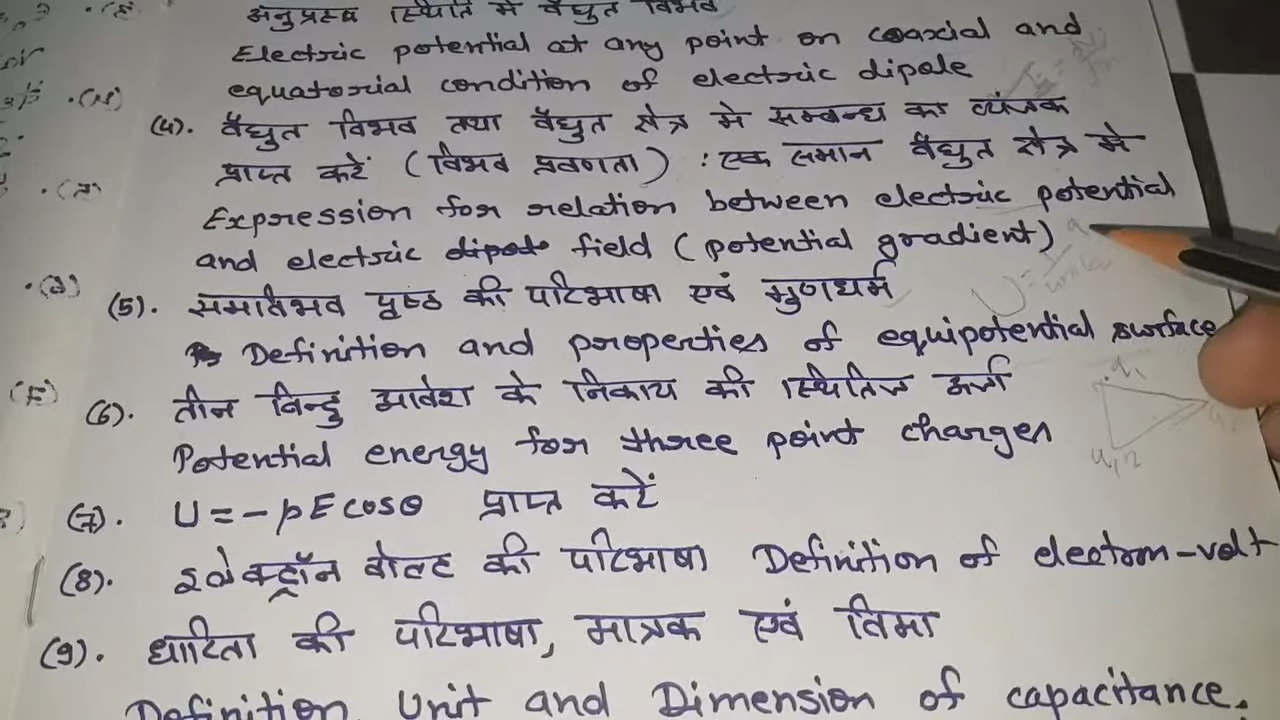 अनुप्रस्थ स्थिति मे वैद्युत विभव
Electric potential at any point on coaxial and
equatorial condition of electric dipole
(4). वैद्युत विभव तथा वैद्युत क्षेत्र मे सम्बन्ध का व्यंजक
प्राप्त करें (विभव प्रवणता) : एक समान वैद्युत क्षेत्र मे
Expression for relation between electric potential
and electric field (potential gradient)
(5). समविभव पृष्ठ की परिभाषा एवं गुणधर्म
Definition and properties of equipotential surface
(6). तीन विन्दु आवेश के निकाय की स्थितिज ऊर्जा
Potential energy for three point charges
(7). U = - pE cosθ प्राप्त करें
(8). इलेक्ट्रॉन वोल्ट की परिभाषा Definition of electron-volt
(9). धारिता की परिभाषा, मात्रक एवं विमा
Definition, Unit and Dimension of capacitance.